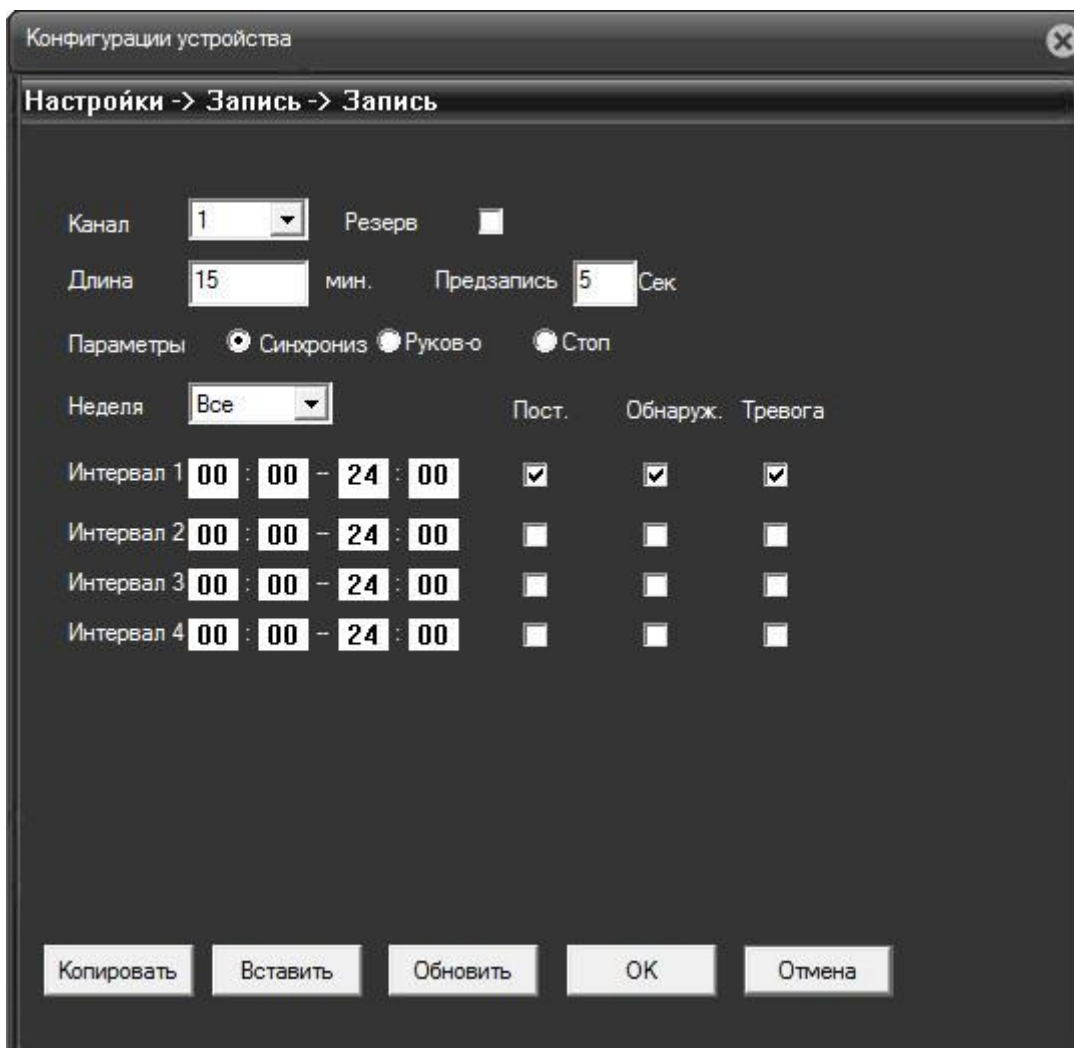 Конфигурации устройства
Настройки -> Запись -> Запись
Канал 1 Резерв
Длина 15 мин. Предзапись 5 Сек
Параметры Синхрониз Руков-о Стоп
Неделя Все Пост. Обнаруж. Тревога
Интервал 1 00 : 00 - 24 : 00
Интервал 2 00 : 00 - 24 : 00
Интервал 3 00 : 00 - 24 : 00
Интервал 4 00 : 00 - 24 : 00
Копировать Вставить Обновить OK Отмена